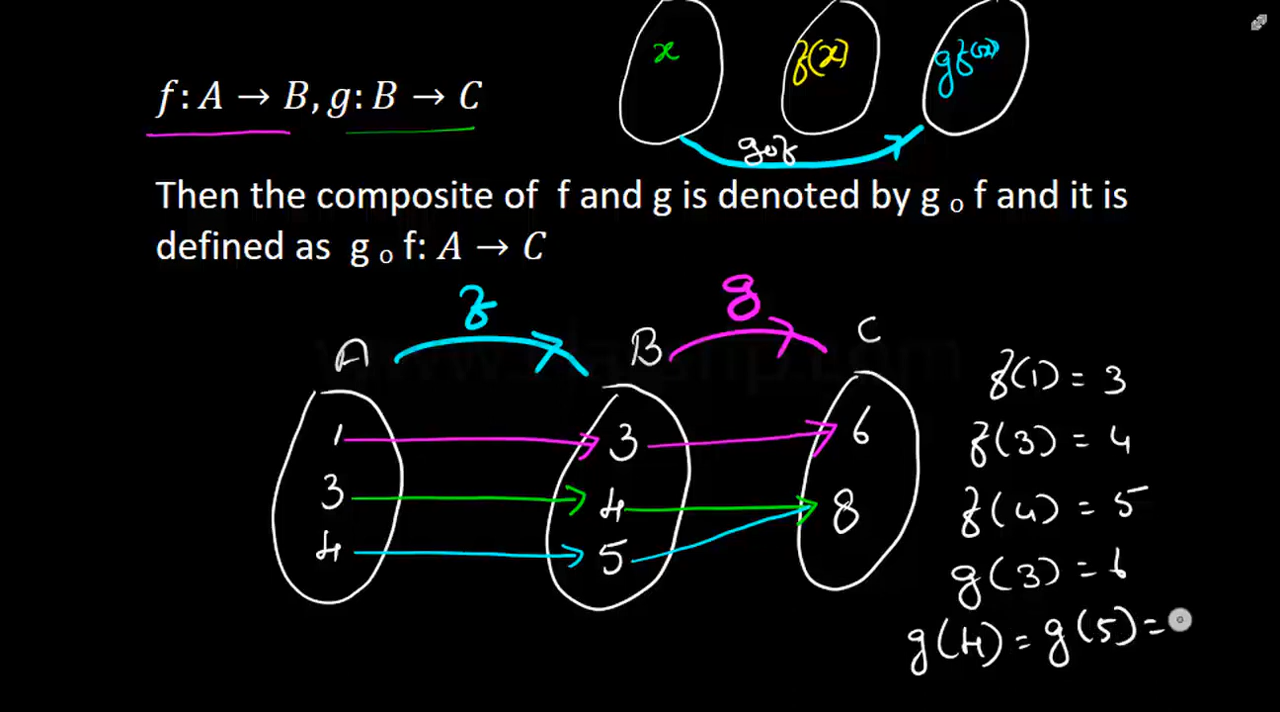 x f(x) gf(x)
f: A → B, g: B → C
gof
Then the composite of f and g is denoted by g o f and it is
defined as g o f: A → C
f g
A B C
1 3 6
3 4 8
4 5
f(1) = 3
f(3) = 4
f(4) = 5
g(3) = 6
g(4) = g(5) =